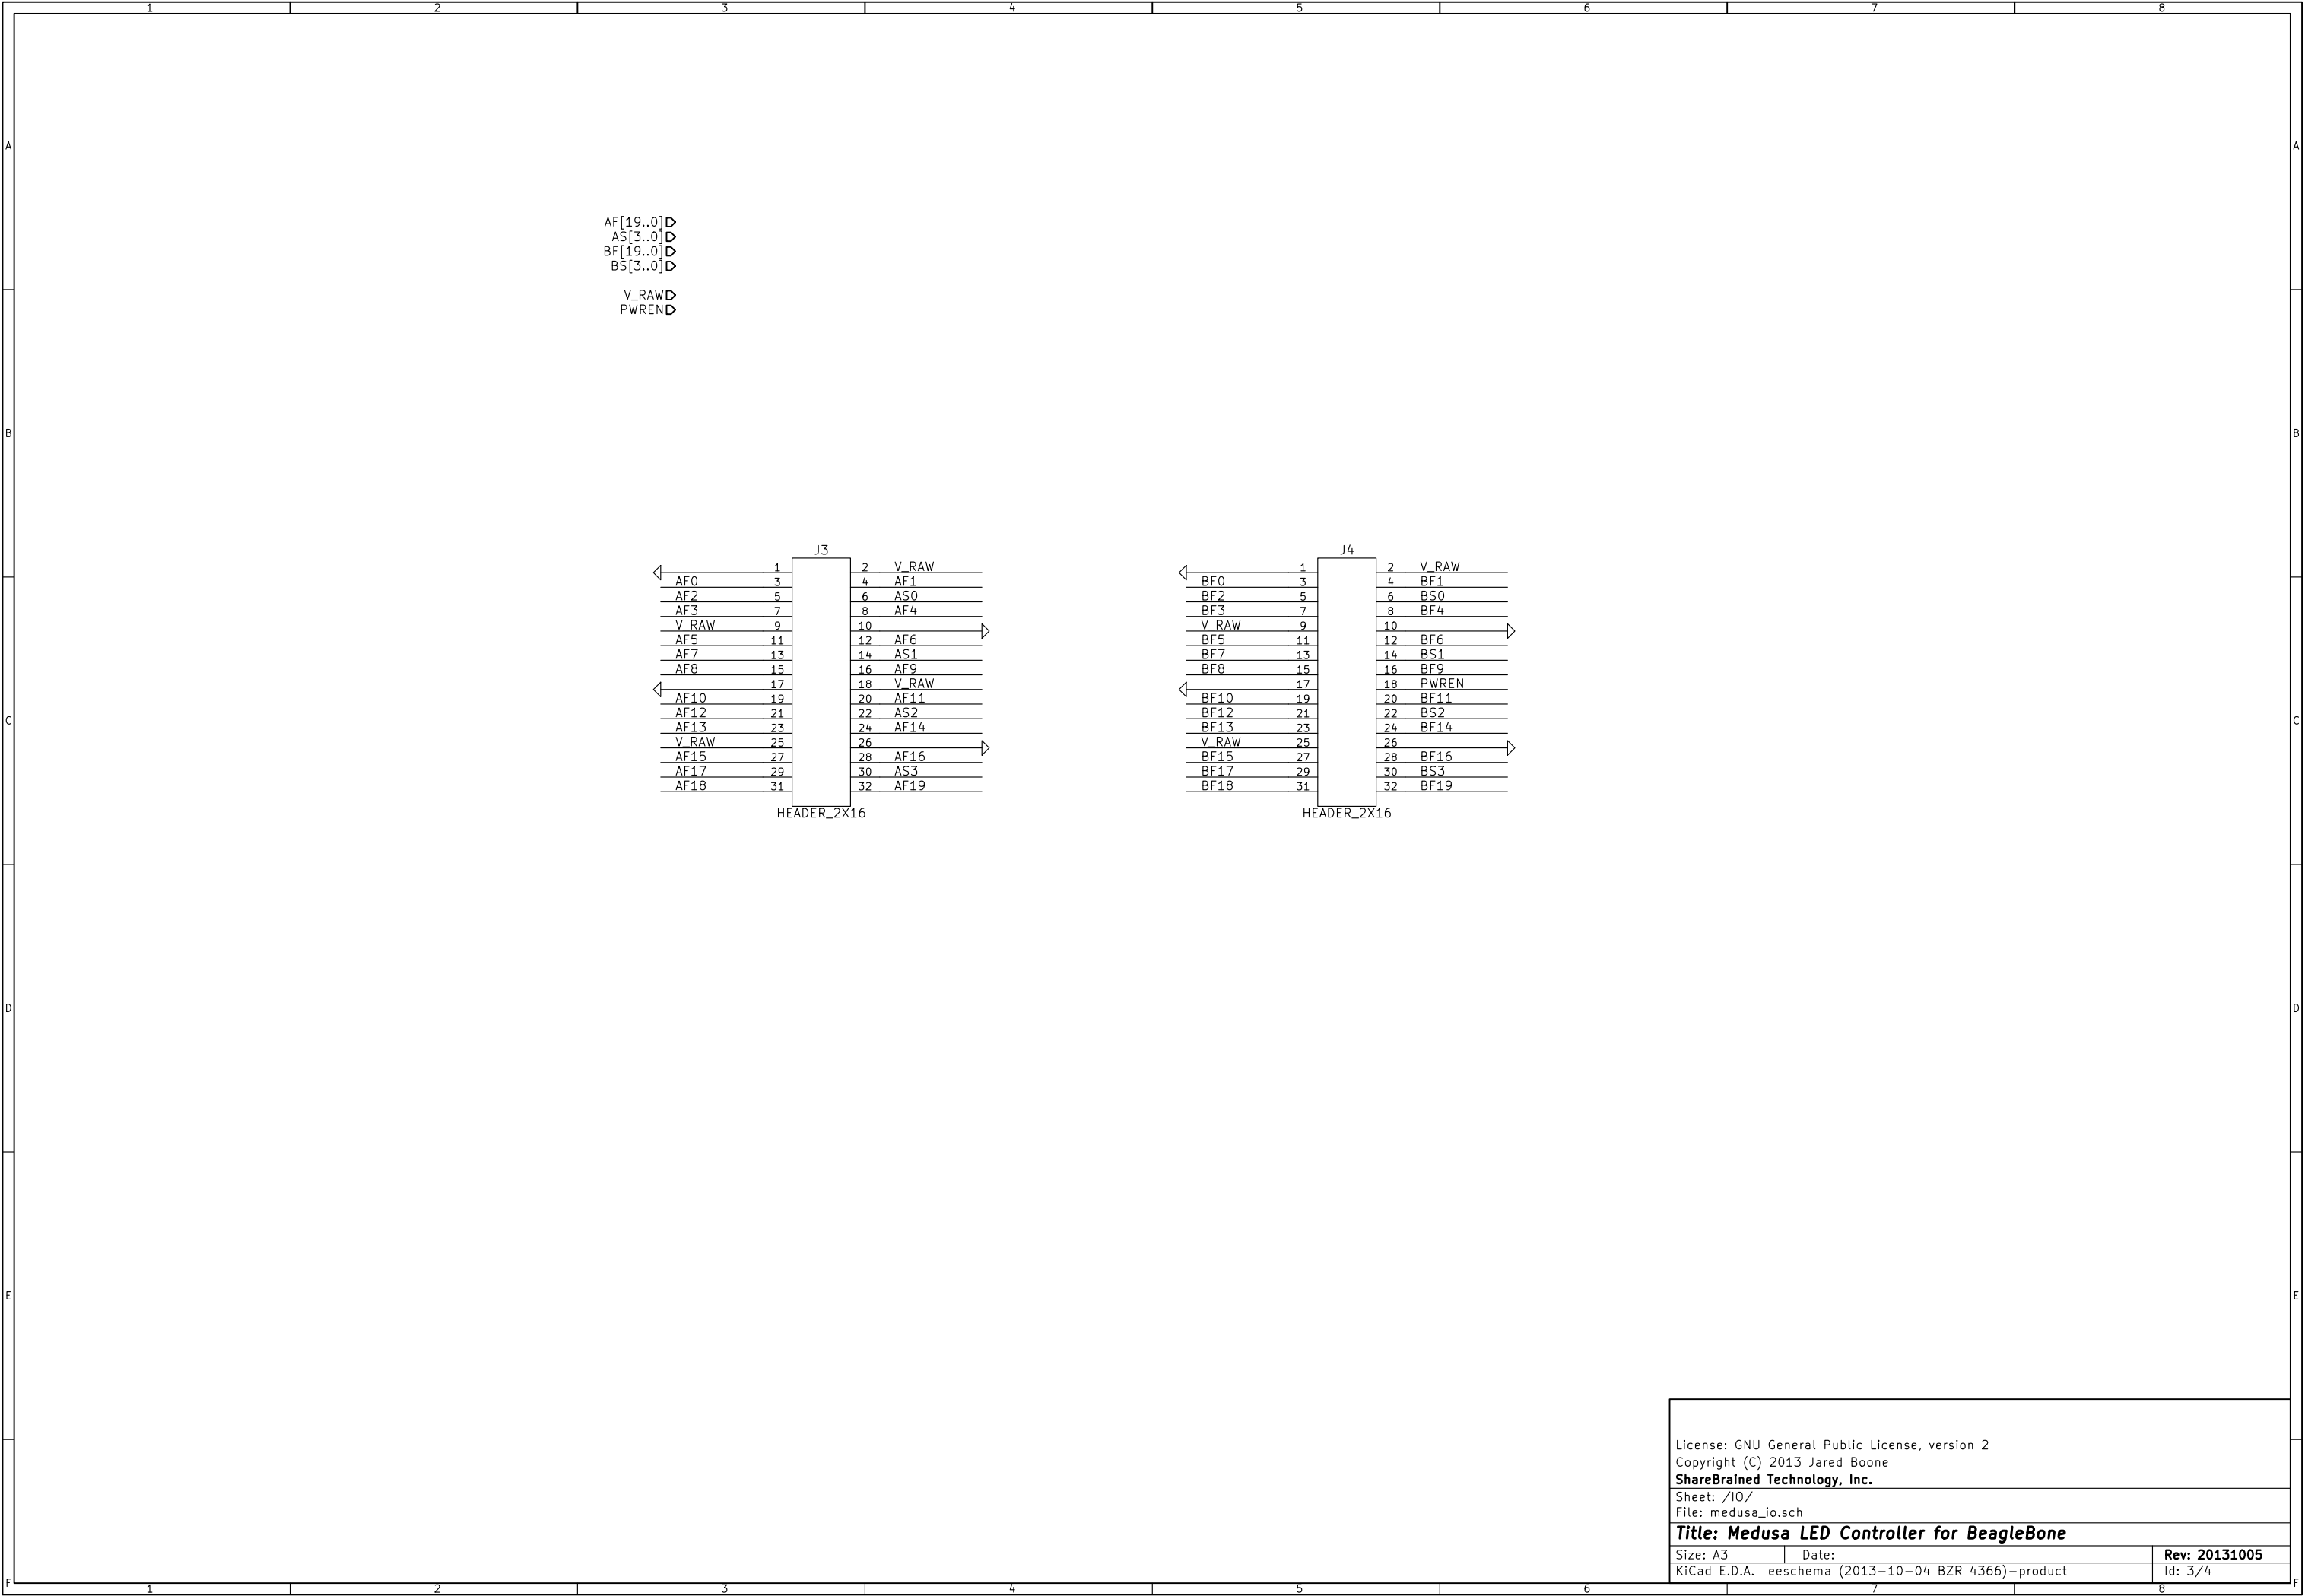 1 2 3 4 5 6 7 8
A A
AF[19..0]
AS[3..0]
BF[19..0]
BS[3..0]
V_RAW
PWREN
B B
J3 J4
1 2 V_RAW 1 2 V_RAW
AF0 3 4 AF1 BF0 3 4 BF1
AF2 5 6 AS0 BF2 5 6 BS0
AF3 7 8 AF4 BF3 7 8 BF4
V_RAW 9 10 V_RAW 9 10
AF5 11 12 AF6 BF5 11 12 BF6
AF7 13 14 AS1 BF7 13 14 BS1
AF8 15 16 AF9 BF8 15 16 BF9
17 18 V_RAW 17 18 PWREN
AF10 19 20 AF11 BF10 19 20 BF11
AF12 21 22 AS2 BF12 21 22 BS2
C C
AF13 23 24 AF14 BF13 23 24 BF14
V_RAW 25 26 V_RAW 25 26
AF15 27 28 AF16 BF15 27 28 BF16
AF17 29 30 AS3 BF17 29 30 BS3
AF18 31 32 AF19 BF18 31 32 BF19
HEADER_2X16 HEADER_2X16
D D
E E
License: GNU General Public License, version 2
Copyright (C) 2013 Jared Boone
ShareBrained Technology, Inc.
Sheet: /IO/
File: medusa_io.sch
Title: Medusa LED Controller for BeagleBone
Size: A3 Date: Rev: 20131005
KiCad E.D.A. eeschema (2013-10-04 BZR 4366)-product Id: 3/4
F F
1 2 3 4 5 6 7 8